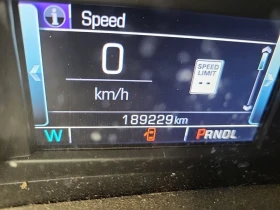 Speed
0
km/h
SPEED
LIMIT
--
189229km
W
PRNDL